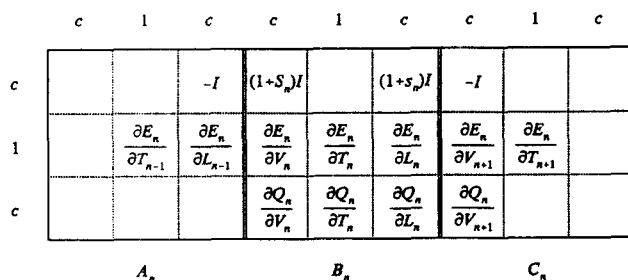 c 1 c c 1 c c 1 c
c -I (1+S_n)I (1+s_n)I -I
1 ∂E_n/∂T_{n-1} ∂E_n/∂L_{n-1} ∂E_n/∂V_n ∂E_n/∂T_n ∂E_n/∂L_n ∂E_n/∂V_{n+1} ∂E_n/∂T_{n+1}
c ∂Q_n/∂V_n ∂Q_n/∂T_n ∂Q_n/∂L_n ∂Q_n/∂V_{n+1}
A_n B_n C_n